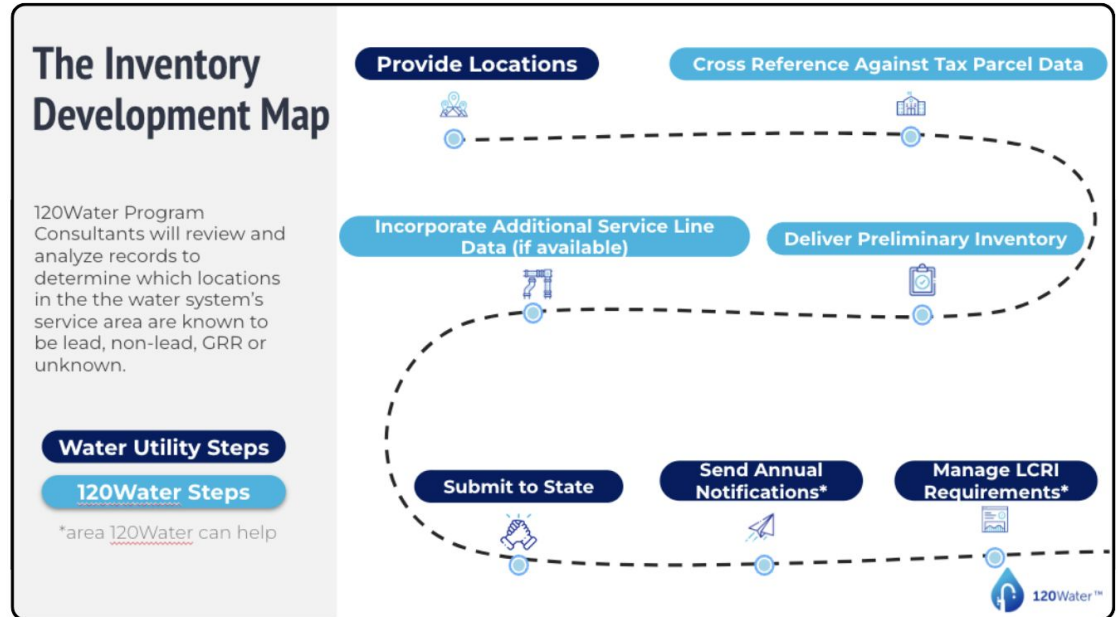 The Inventory
Development Map
120Water Program
Consultants will review and
analyze records to
determine which locations
in the the water system's
service area are known to
be lead, non-lead, GRR or
unknown.
Water Utility Steps
120Water Steps
*area 120Water can help
Provide Locations
Cross Reference Against Tax Parcel Data
Incorporate Additional Service Line
Data (if available)
Deliver Preliminary Inventory
Submit to State
Send Annual
Notifications*
Manage LCRI
Requirements*
120Water™